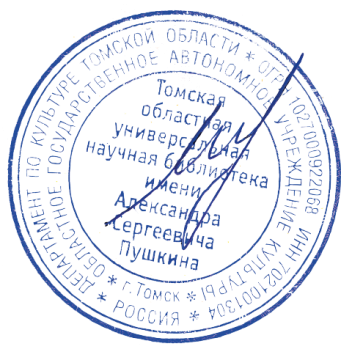 ДЕПАРТАМЕНТ ПО КУЛЬТУРЕ ТОМСКОЙ ОБЛАСТИ * ОГРН 1027000922068 ИНН 7021001304 * РОССИЯ *
ОБЛАСТНОЕ ГОСУДАРСТВЕННОЕ АВТОНОМНОЕ УЧРЕЖДЕНИЕ КУЛЬТУРЫ * г. Томск *
Томская
областная
универсальная
научная библиотека
имени
Александра
Сергеевича
Пушкина